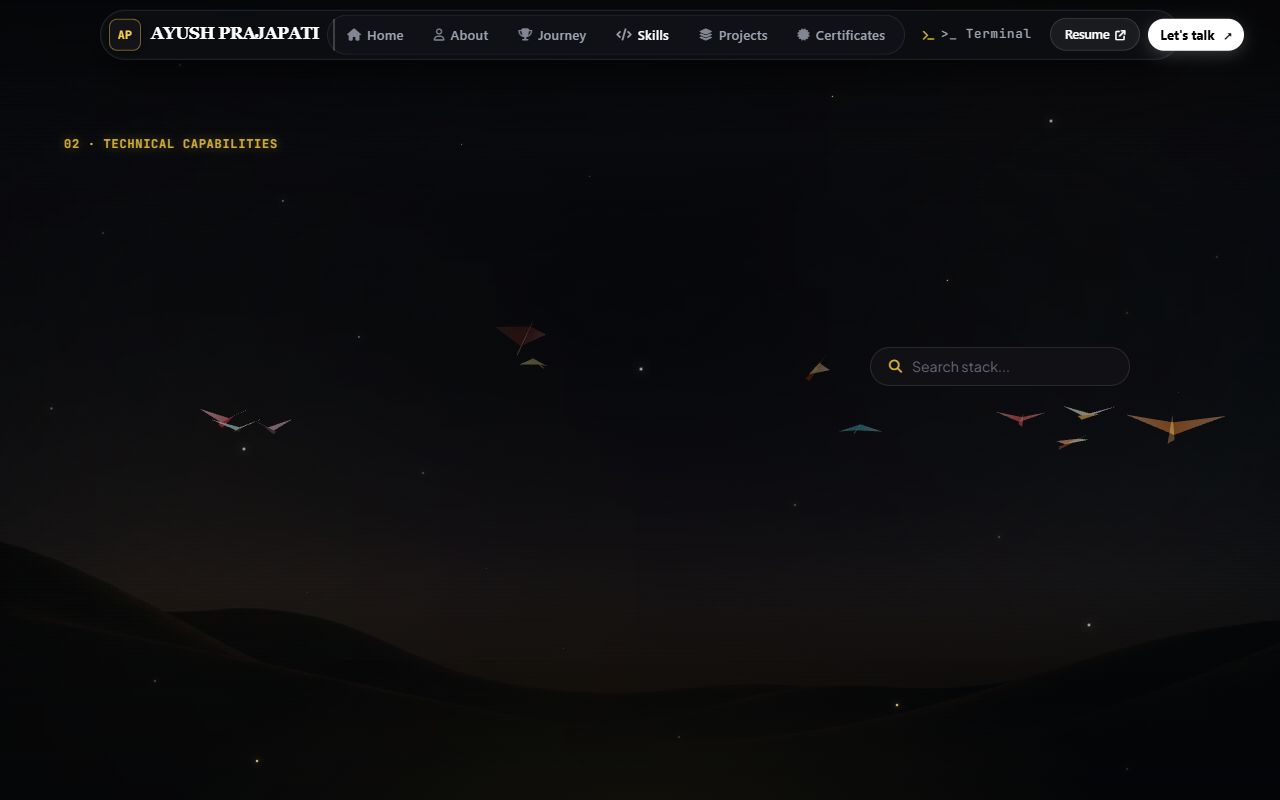 AP AYUSH PRAJAPATI Home About Journey Skills Projects Certificates >_ Terminal Resume Let's talk ↗
02 · TECHNICAL CAPABILITIES
Search stack...